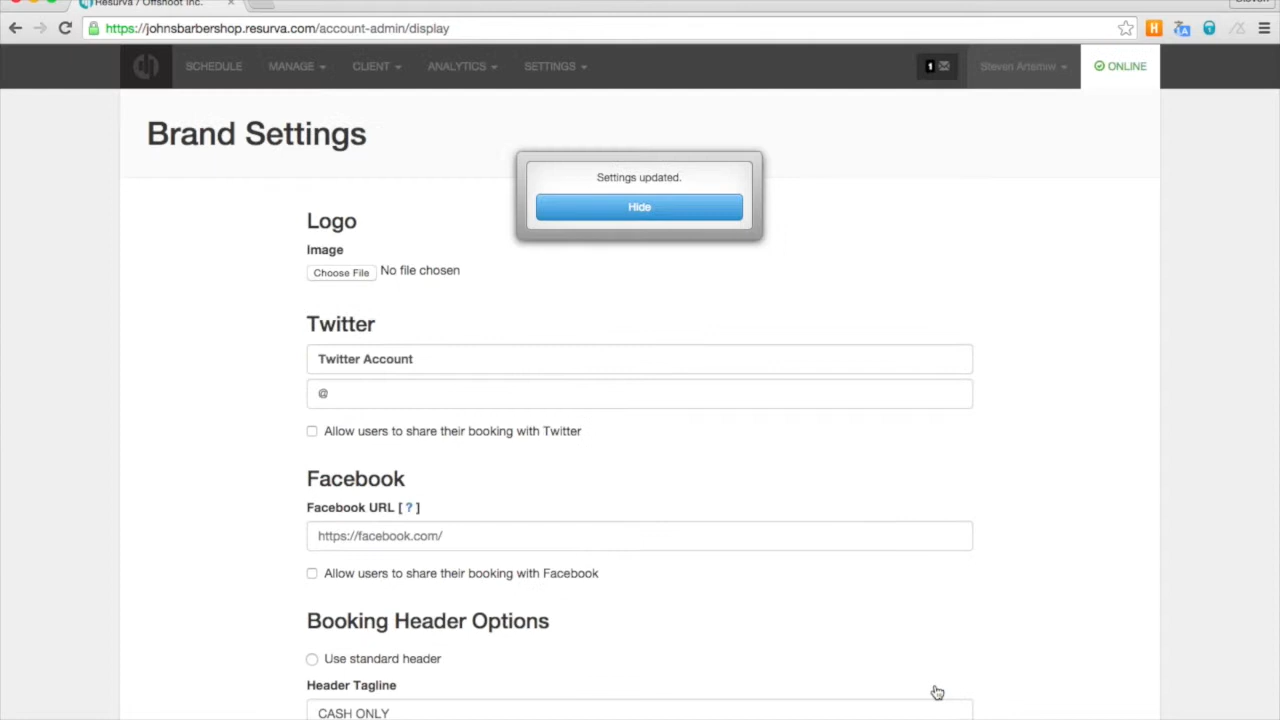 Resurva / Offshoot Inc.
https://johnsbarbershop.resurva.com/account-admin/display
SCHEDULE MANAGE CLIENT ANALYTICS SETTINGS 1 Steven Artemiw ONLINE
Brand Settings
Settings updated.
Hide
Logo
Image
Choose File No file chosen
Twitter
Twitter Account
@
Allow users to share their booking with Twitter
Facebook
Facebook URL [ ? ]
https://facebook.com/
Allow users to share their booking with Facebook
Booking Header Options
Use standard header
Header Tagline
CASH ONLY